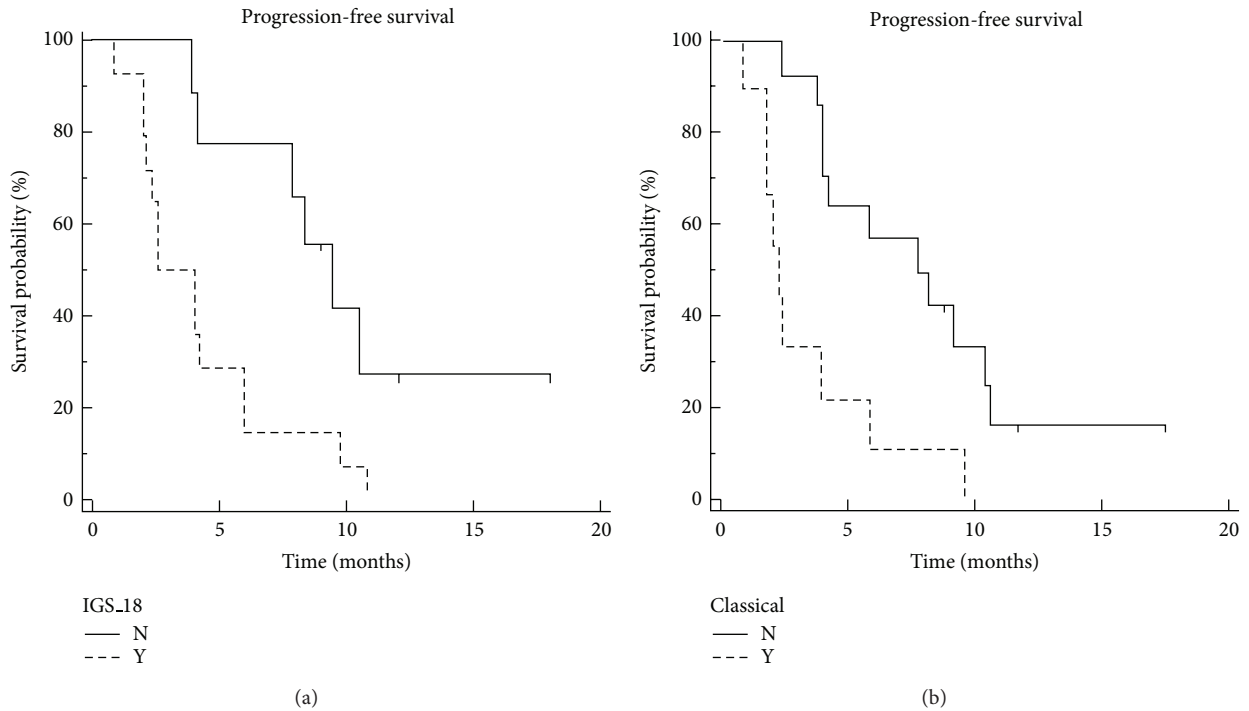 Progression-free survival
100
80
60
40
20
0
Survival probability (%)
0 5 10 15 20
Time (months)
IGS_18
N
Y
(a)
Progression-free survival
100
80
60
40
20
0
Survival probability (%)
0 5 10 15 20
Time (months)
Classical
N
Y
(b)